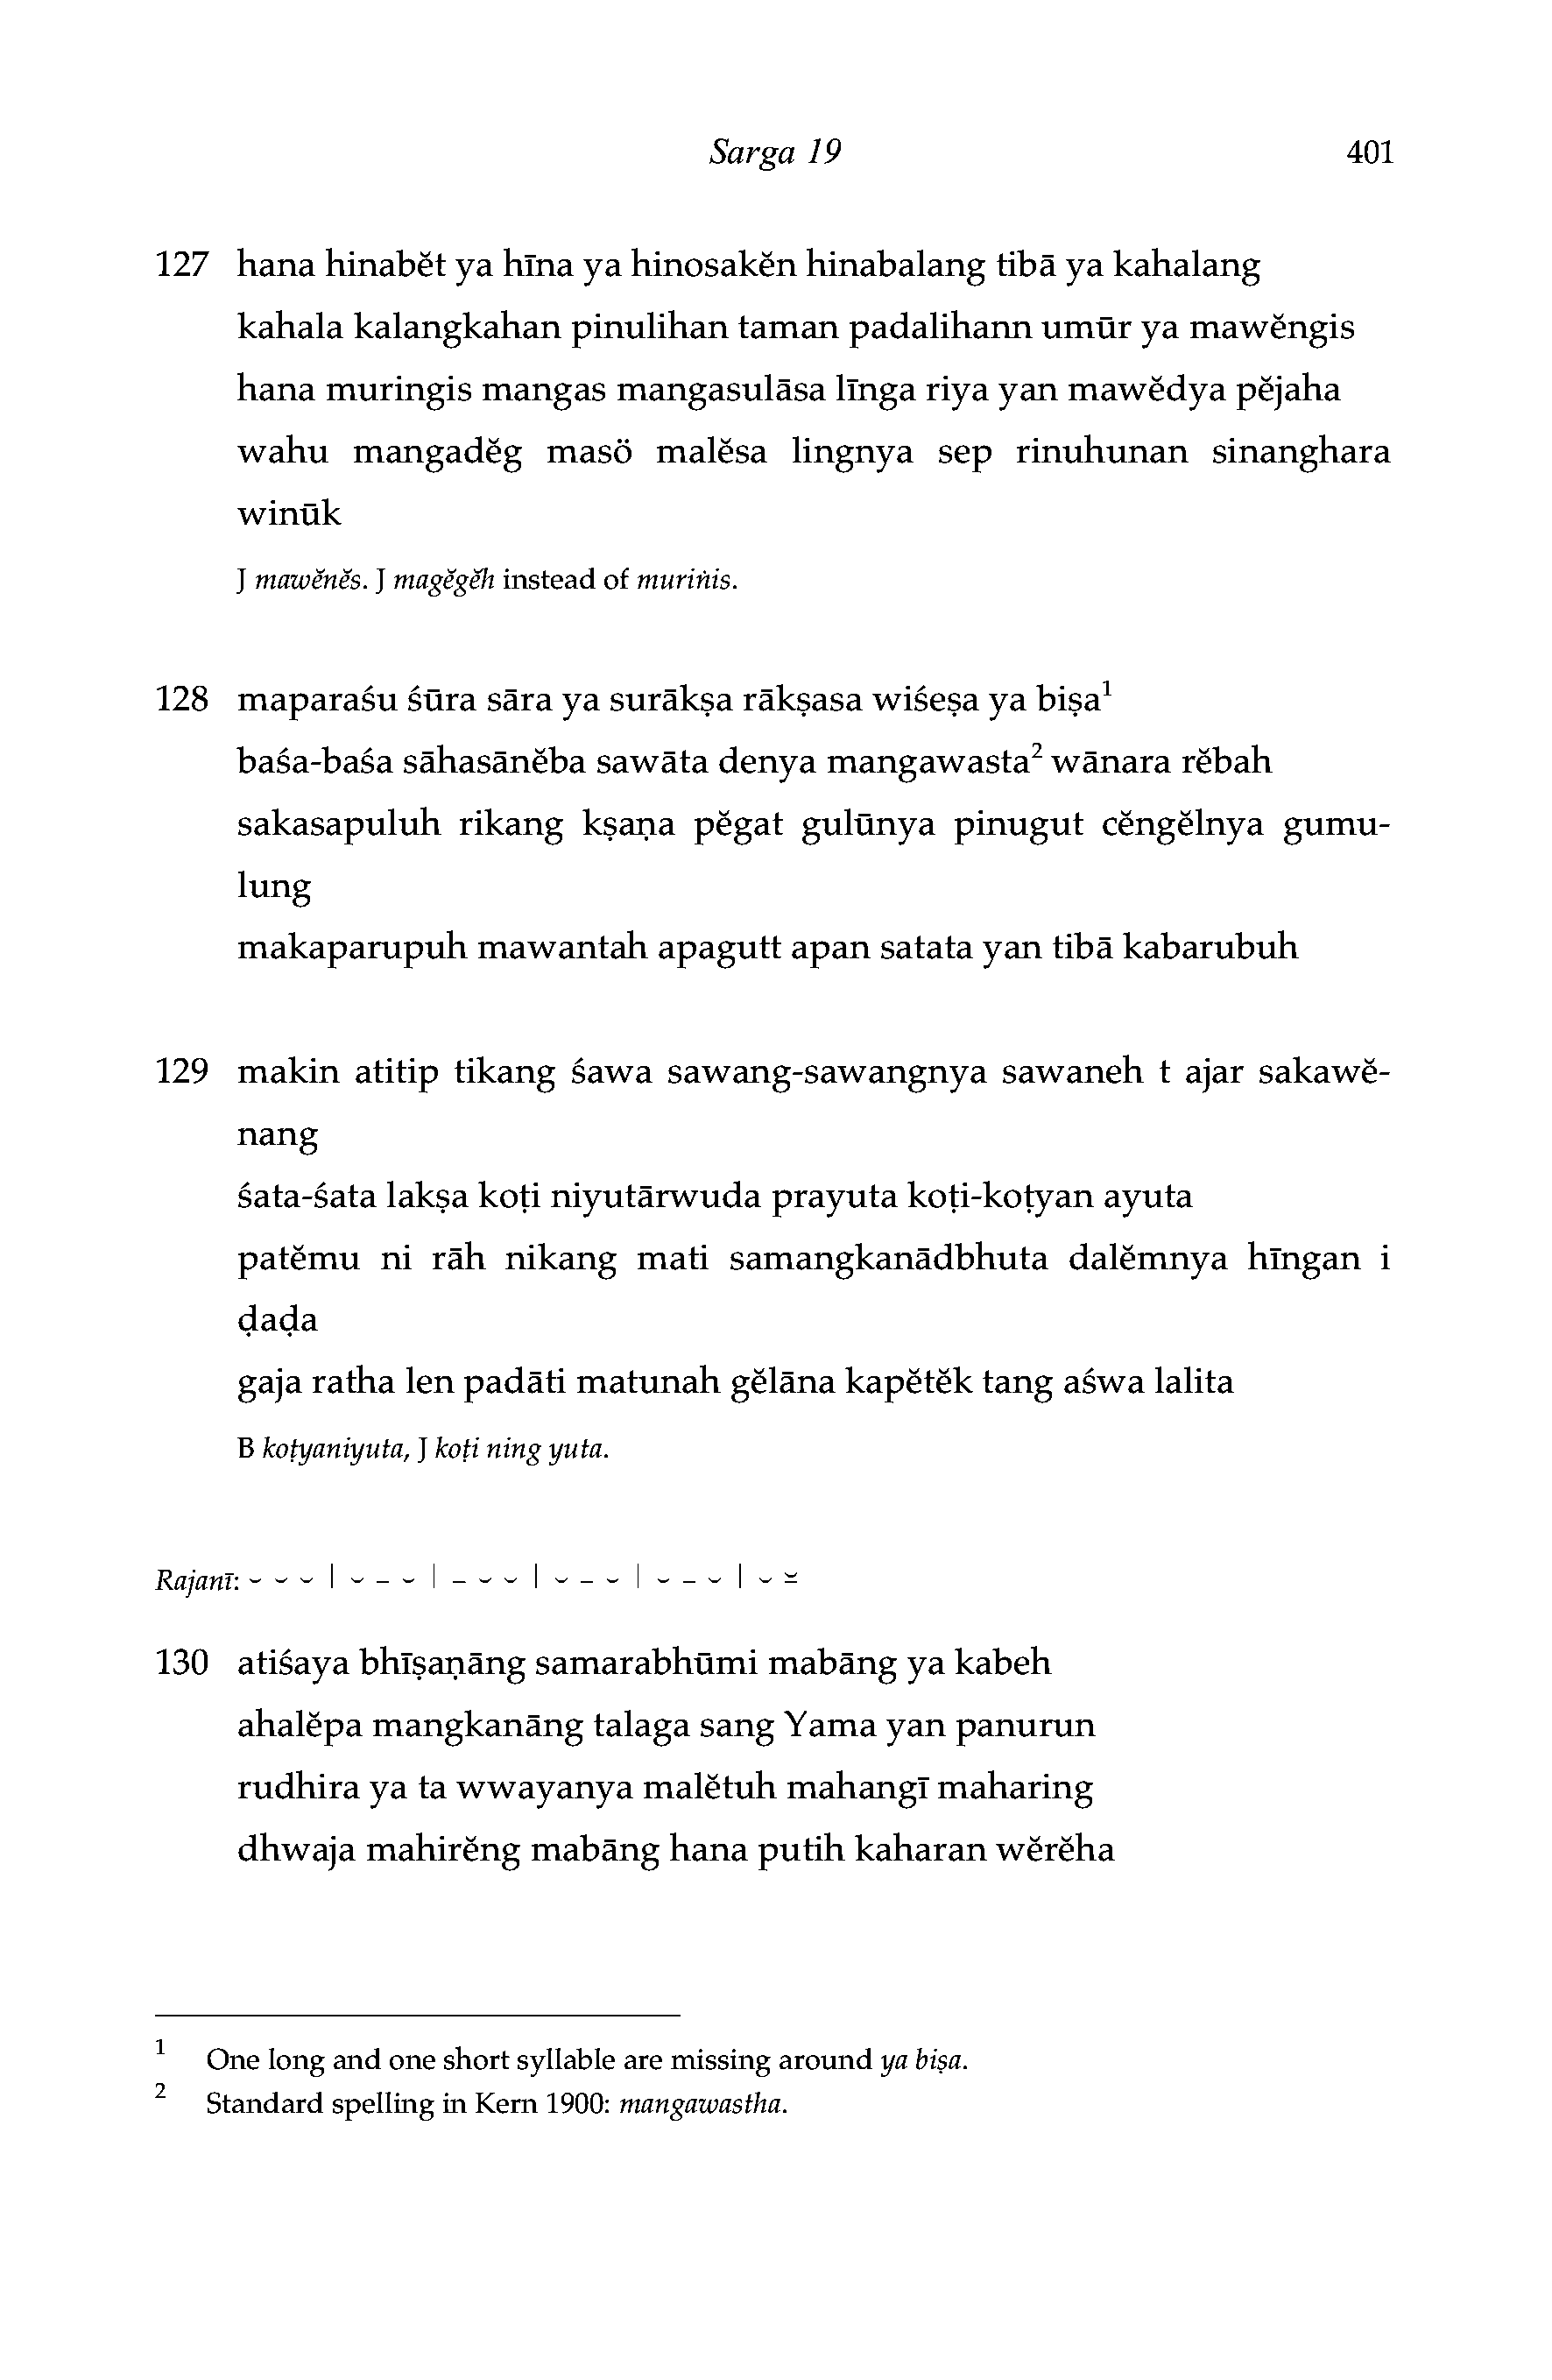 Sarga 19 401
127 hana hinabĕt ya hīna ya hinosakĕn hinabalang tibā ya kahalang
kahala kalangkahan pinulihan taman padalihann umūr ya mawĕngis
hana muringis mangas mangasulāsa līnga riya yan mawĕdya pĕjaha
wahu mangadĕg masö malĕsa lingnya sep rinuhunan sinanghara
winūk
J mawĕnĕs. J magĕgĕh instead of muriṅis.
128 maparaśu śūra sāra ya surākṣa rākṣasa wiśeṣa ya biṣa¹
baśa-baśa sāhasānĕba sawāta denya mangawasta² wānara rĕbah
sakasapuluh rikang kṣaṇa pĕgat gulūnya pinugut cĕngĕlnya gumu-
lung
makaparupuh mawantah apagutt apan satata yan tibā kabarubuh
129 makin atitip tikang śawa sawang-sawangnya sawaneh t ajar sakawĕ-
nang
śata-śata lakṣa koṭi niyutārwuda prayuta koṭi-koṭyan ayuta
patĕmu ni rāh nikang mati samangkanādbhuta dalĕmnya hīngan i
ḍaḍa
gaja ratha len padāti matunah gĕlāna kapĕtĕk tang aśwa lalita
B koṭyaniyuta, J koṭi ning yuta.
Rajanī: ⏑ ⏑ ⏑ | ⏑ – ⏑ | – ⏑ ⏑ | ⏑ – ⏑ | ⏑ – ⏑ | ⏑ ⏓
130 atiśaya bhīṣaṇāng samarabhūmi mabāng ya kabeh
ahalĕpa mangkanāng talaga sang Yama yan panurun
rudhira ya ta wwayanya malĕtuh mahangī maharing
dhwaja mahirĕng mabāng hana putih kaharan wĕrĕha
1 One long and one short syllable are missing around ya biṣa.
2 Standard spelling in Kern 1900: mangawastha.